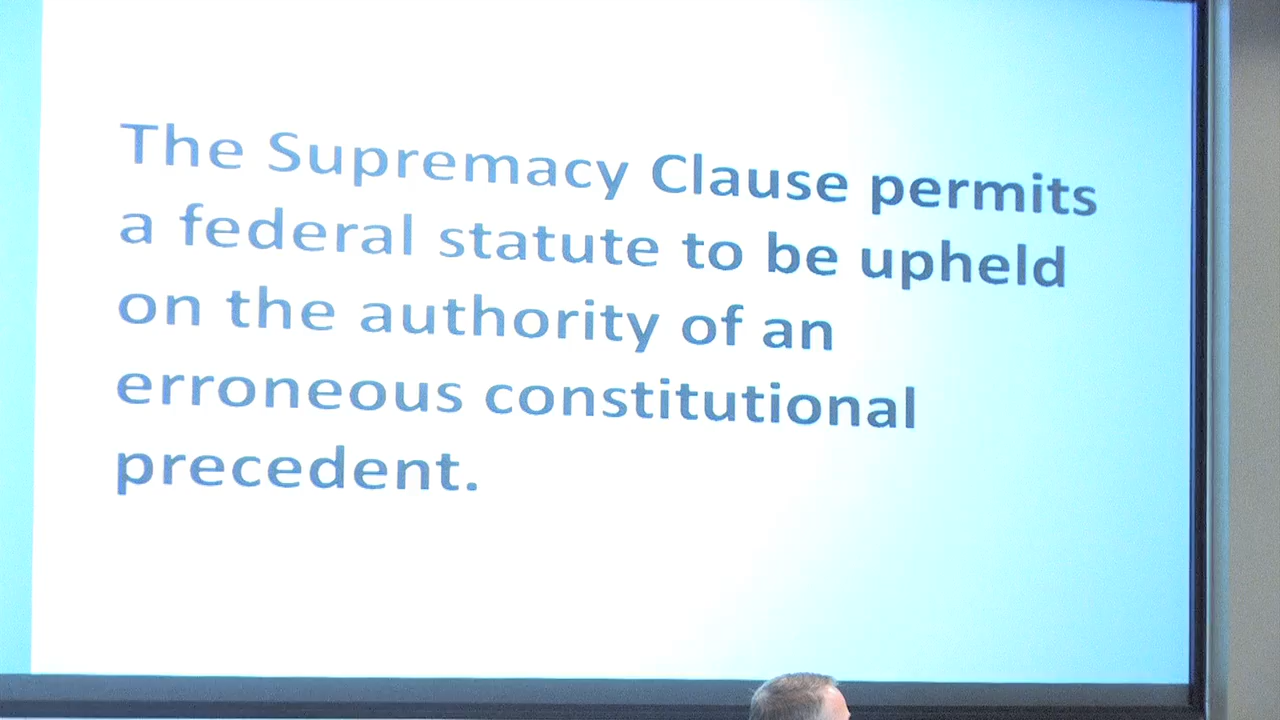 The Supremacy Clause permits
a federal statute to be upheld
on the authority of an
erroneous constitutional
precedent.